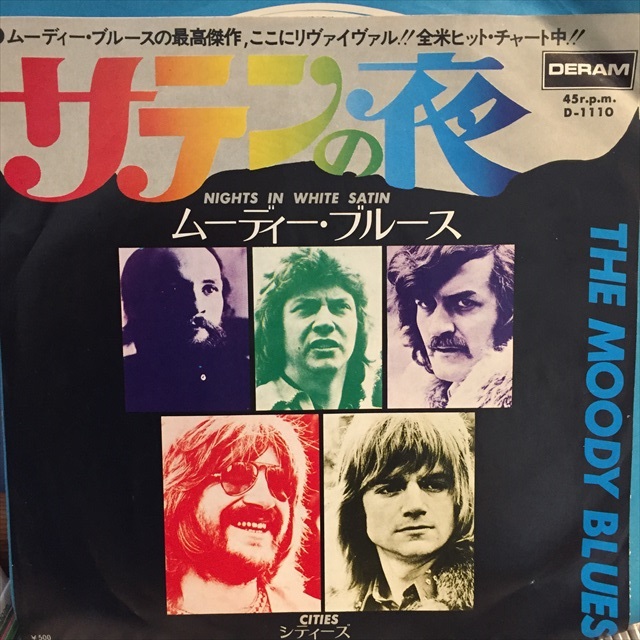 ムーディー・ブルースの最高傑作,ここにリヴァイヴァル!!全米ヒット・チャート中!!
DERAM
45r.p.m.
D-1110
サテンの夜
NIGHTS IN WHITE SATIN
ムーディー・ブルース
THE MOODY BLUES
CITIES
シティーズ
¥500